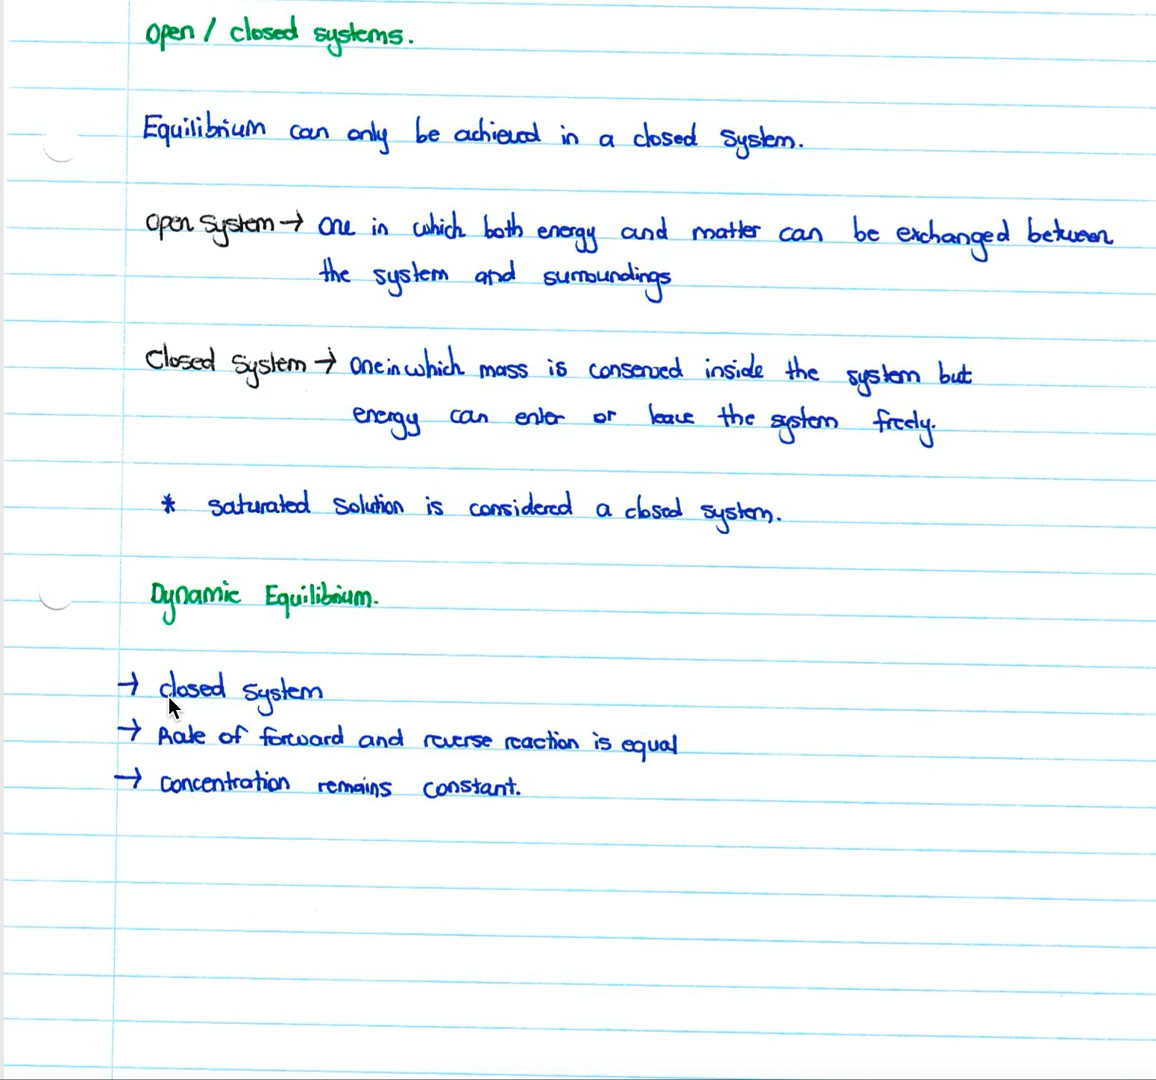 Open / closed systems.
Equilibrium can only be achieved in a closed system.
Open System → one in which both energy and matter can be exchanged between
the system and surroundings
Closed System → one in which mass is conserved inside the system but
energy can enter or leave the system freely.
* saturated solution is considered a closed system.
Dynamic Equilibrium.
→ closed system
→ Rate of forward and reverse reaction is equal
→ concentration remains constant.